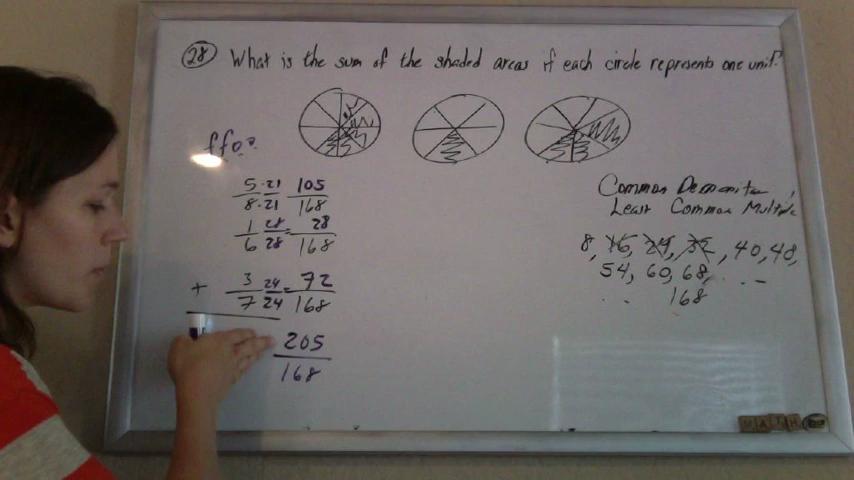 28 What is the sum of the shaded areas if each circle represents one unit?
5 · 21 105
8 · 21 168
1 28 = 28
6 28 168
+ 3 24 = 72
7 24 168
205
168
Common Denominator
Least Common Multiple
8, 16, 24, 32, 40, 48,
54, 60, 68, . . -
. . 168
MATH